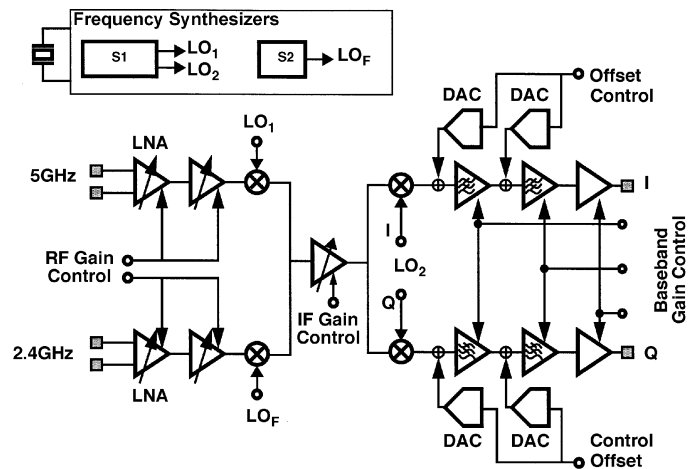 Frequency Synthesizers
S1
LO1
LO2
S2
LOF
DAC
DAC
Offset
Control
LNA
LO1
5GHz
I
I
LO2
RF Gain
Control
Q
IF Gain
Control
Baseband
Gain Control
2.4GHz
LNA
LOF
Q
DAC
DAC
Control
Offset